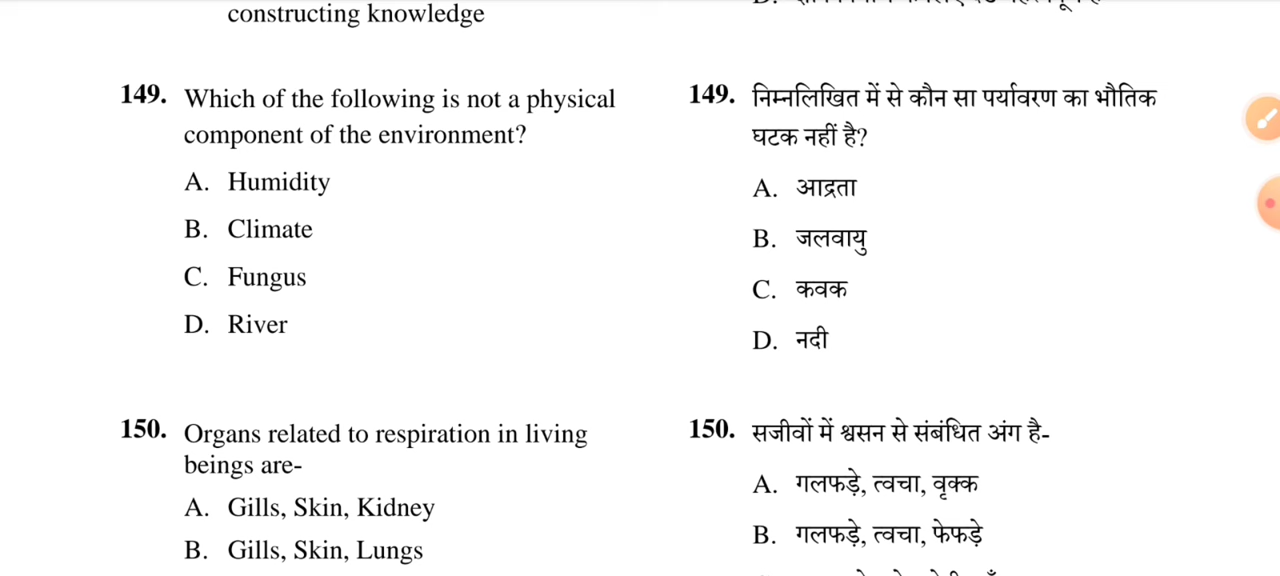 constructing knowledge
149. Which of the following is not a physical
component of the environment?
A. Humidity
B. Climate
C. Fungus
D. River
150. Organs related to respiration in living
beings are-
A. Gills, Skin, Kidney
B. Gills, Skin, Lungs
149. निम्नलिखित में से कौन सा पर्यावरण का भौतिक
घटक नहीं है?
A. आद्रता
B. जलवायु
C. कवक
D. नदी
150. सजीवों में श्वसन से संबंधित अंग है-
A. गलफड़े, त्वचा, वृक्क
B. गलफड़े, त्वचा, फेफड़े